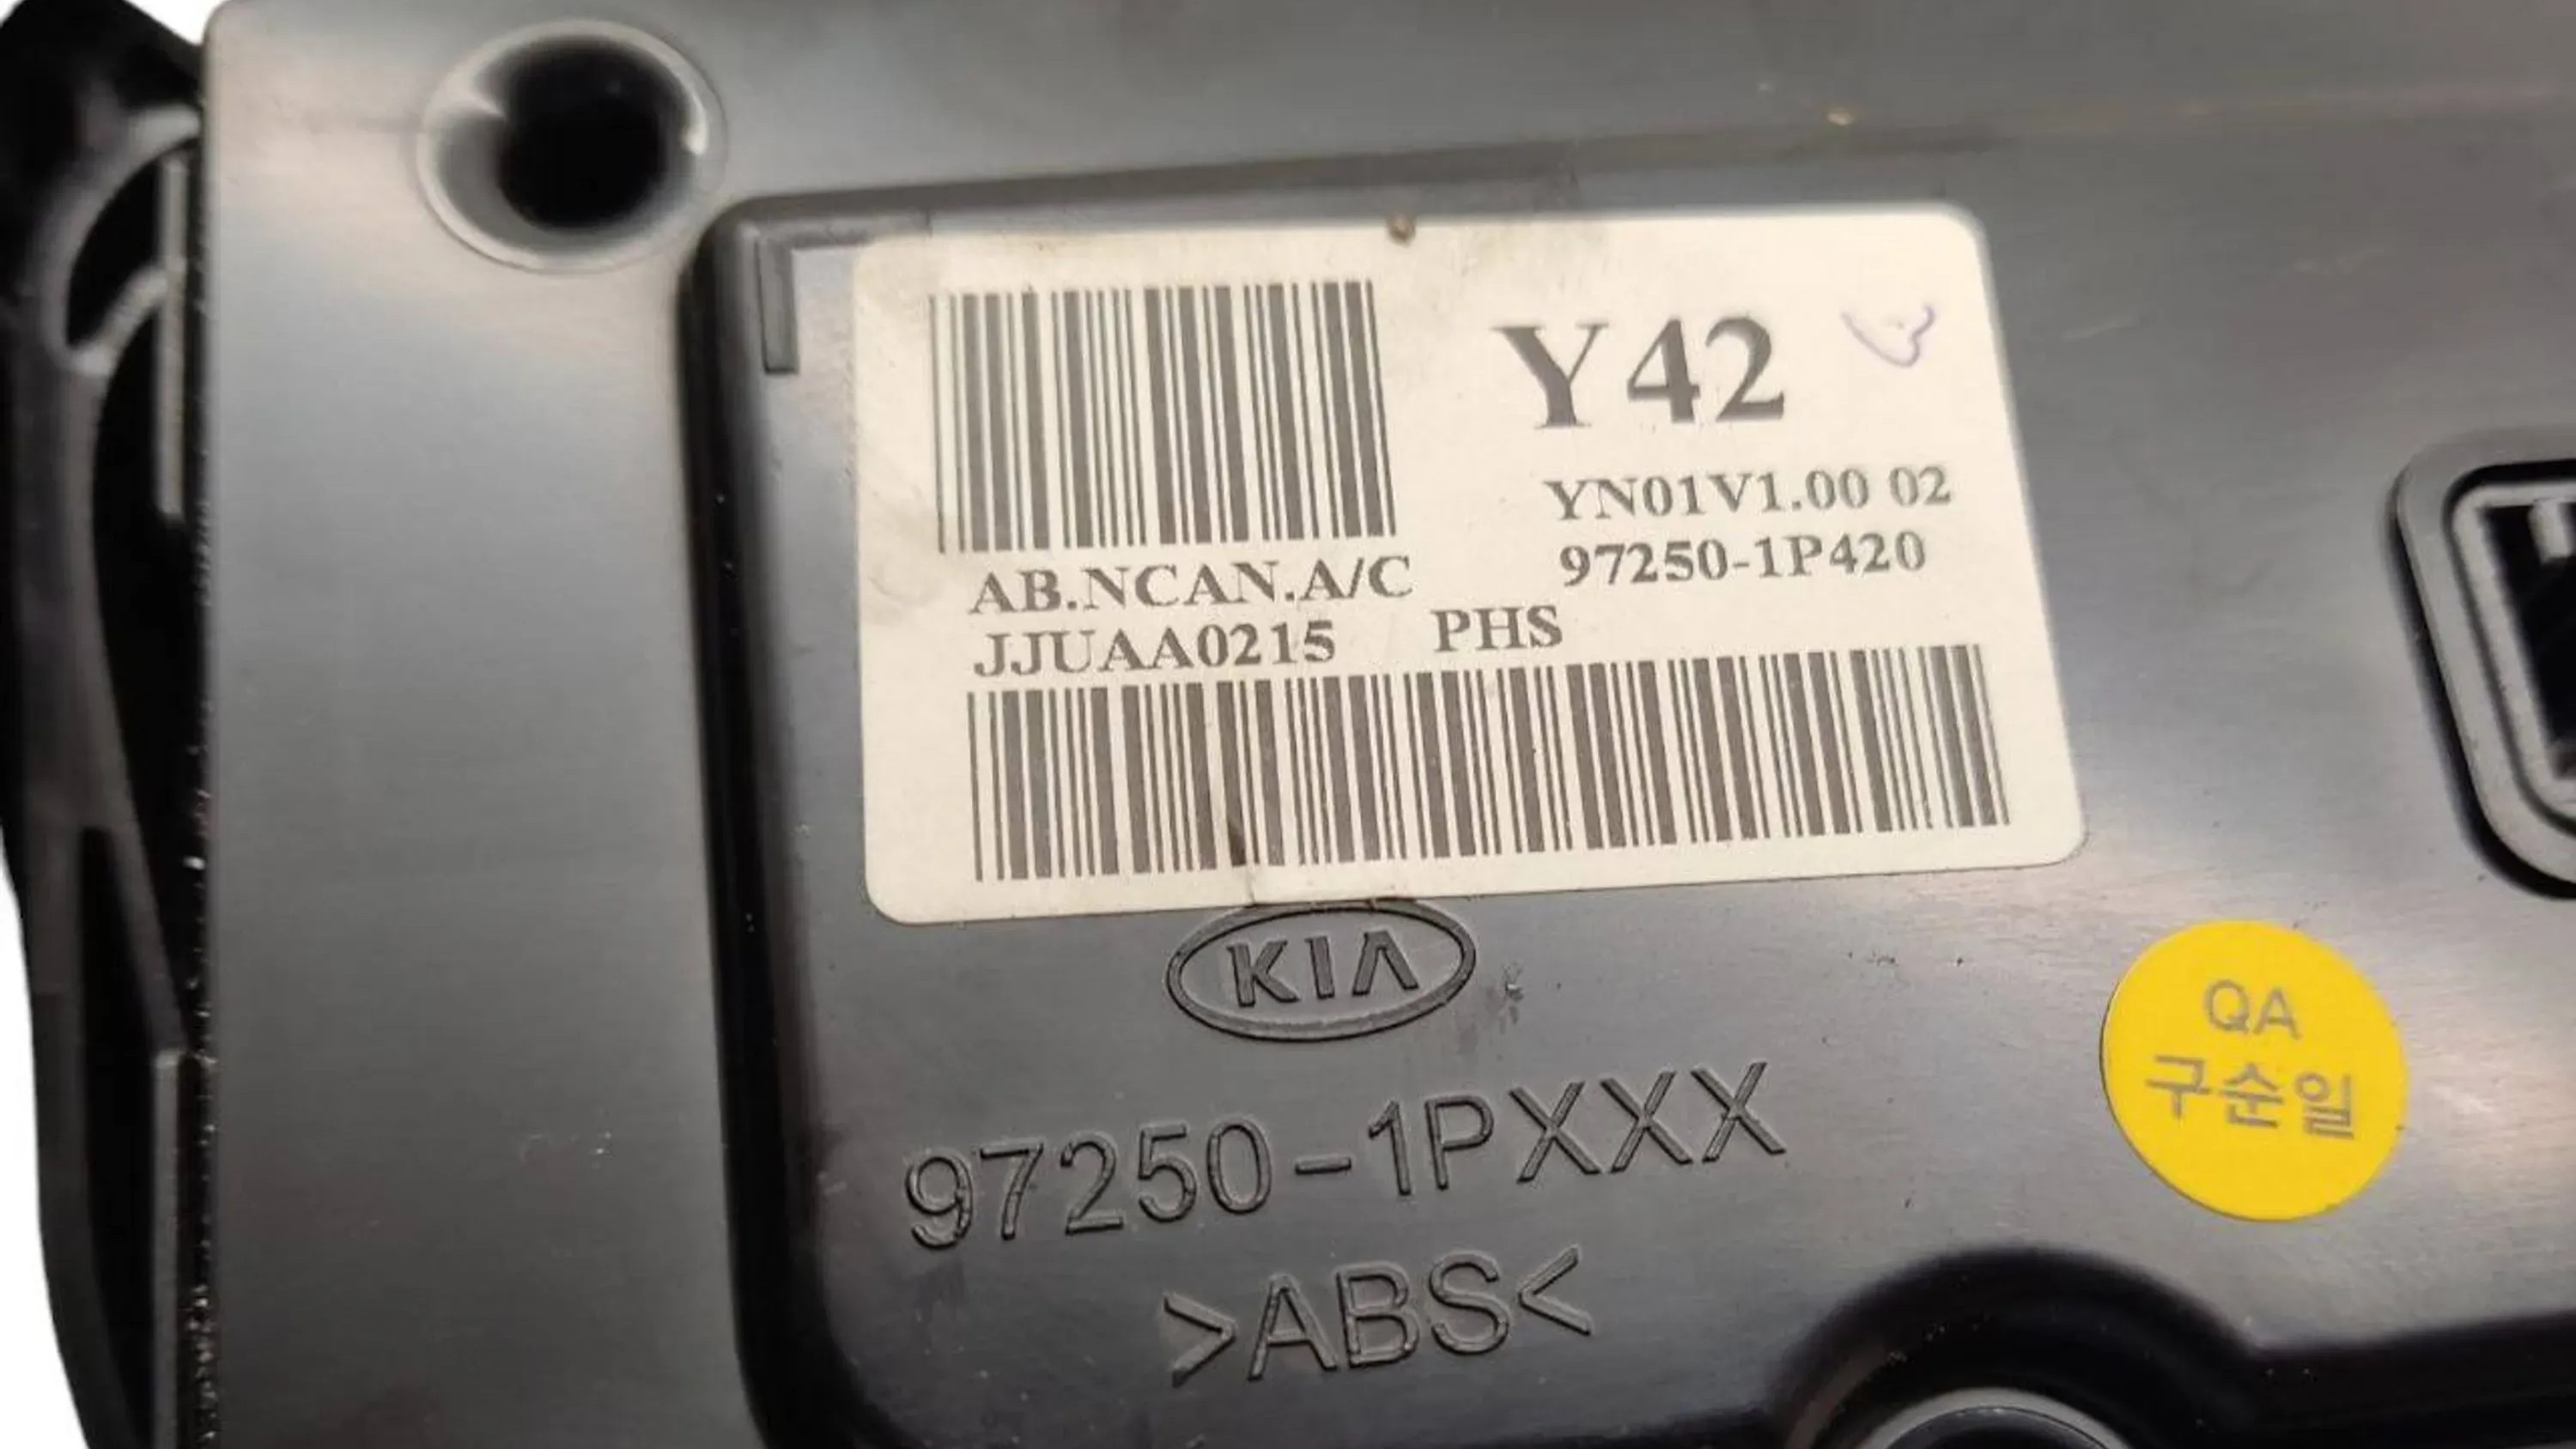 Y42
YN01V1.00 02
97250-1P420
AB.NCAN.A/C
JJUAA0215 PHS
KIA
97250-1PXXX
>ABS<
QA
구순일